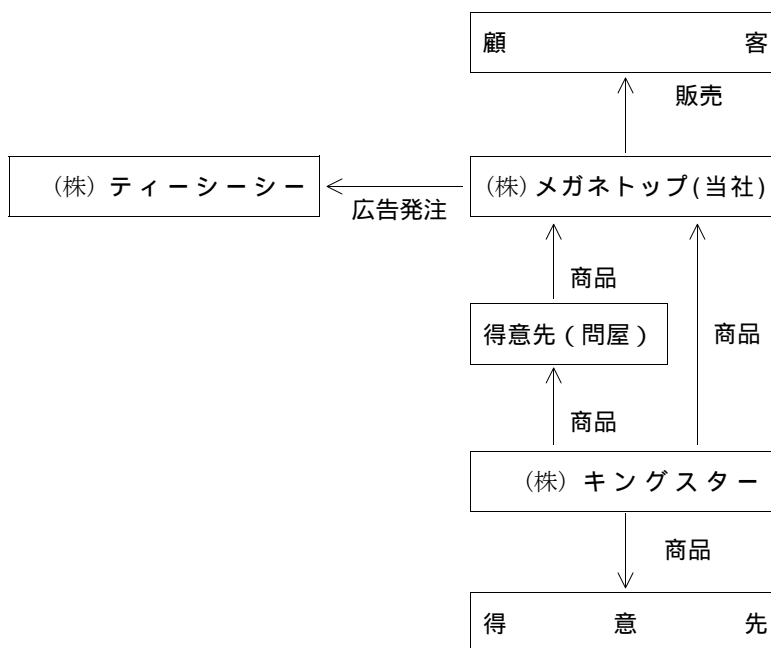 顧客
販売
(株)ティーシーシー
広告発注
(株)メガネトップ(当社)
商品
得意先(問屋)
商品
商品
(株)キングスター
商品
得意先